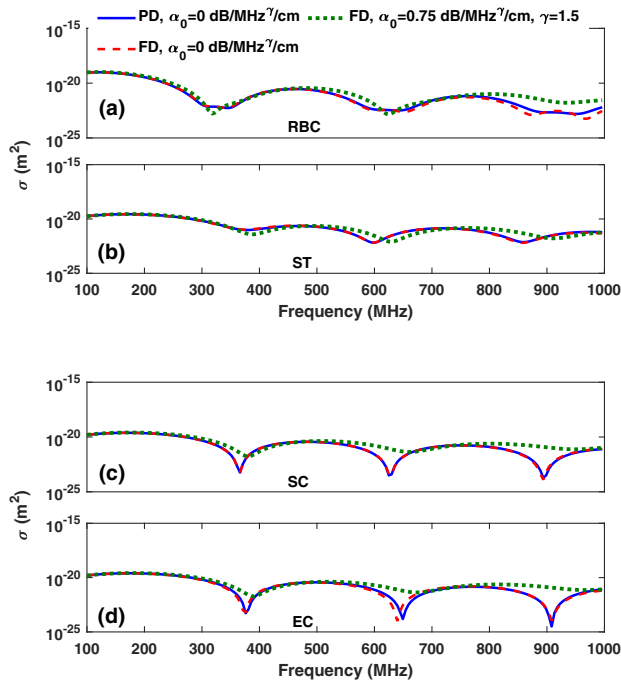 PD, α₀=0 dB/MHz^γ/cm
FD, α₀=0.75 dB/MHz^γ/cm, γ=1.5
FD, α₀=0 dB/MHz^γ/cm
10^-15
10^-20
10^-25
(a)
RBC
σ (m²)
10^-15
10^-20
10^-25
(b)
ST
100 200 300 400 500 600 700 800 900 1000
Frequency (MHz)
10^-15
10^-20
10^-25
(c)
SC
σ (m²)
10^-15
10^-20
10^-25
(d)
EC
100 200 300 400 500 600 700 800 900 1000
Frequency (MHz)